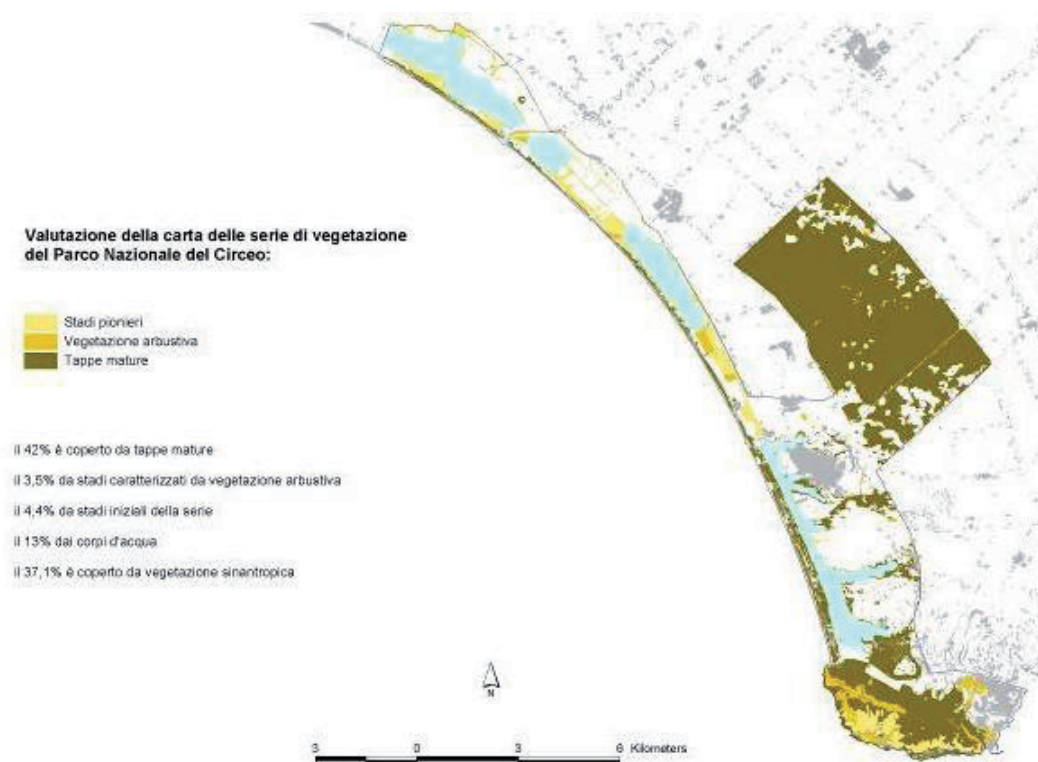 Valutazione della carta delle serie di vegetazione
del Parco Nazionale del Circeo:
Stadi pionieri
Vegetazione arbustiva
Tappe mature
il 42% è coperto da tappe mature
il 3,5% da stadi caratterizzati da vegetazione arbustiva
il 4,4% da stadi iniziali della serie
il 13% dai corpi d'acqua
il 37,1% è coperto da vegetazione sinantropica
N
3 0 3 6 Kilometers